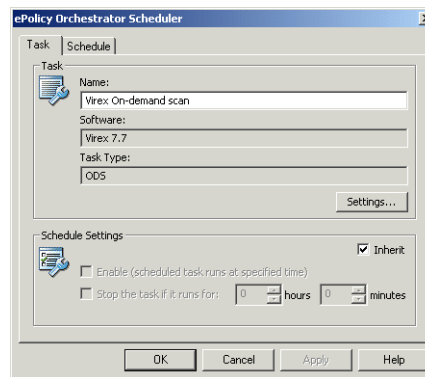 ePolicy Orchestrator Scheduler
Task
Schedule
Task
Name:
Virex On-demand scan
Software:
Virex 7.7
Task Type:
ODS
Settings...
Schedule Settings
Inherit
Enable (scheduled task runs at specified time)
Stop the task if it runs for: 0 hours 0 minutes
OK Cancel Apply Help